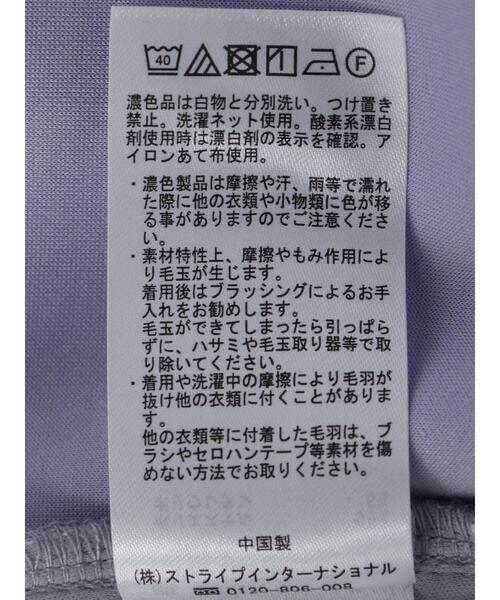 40 F
濃色品は白物と分別洗い。つけ置き
禁止。洗濯ネット使用。酸素系漂白
剤使用時は漂白剤の表示を確認。ア
イロンあて布使用。
・濃色製品は摩擦や汗、雨等で濡れ
た際に他の衣類や小物類に色が移
る事がありますのでご注意くださ
い。
・素材特性上、摩擦やもみ作用によ
り毛玉が生じます。
着用後はブラッシングによるお手
入れをお勧めします。
毛玉ができてしまったら引っぱら
ずに、ハサミや毛玉取り器等で取
り除いてください。
・着用や洗濯中の摩擦により毛羽が
抜け他の衣類に付くことがありま
す。
他の衣類等に付着した毛羽は、ブ
ラシやセロハンテープ等素材を傷
めない方法でお取りください。
中国製
(株)ストライプインターナショナル
0120-806-008